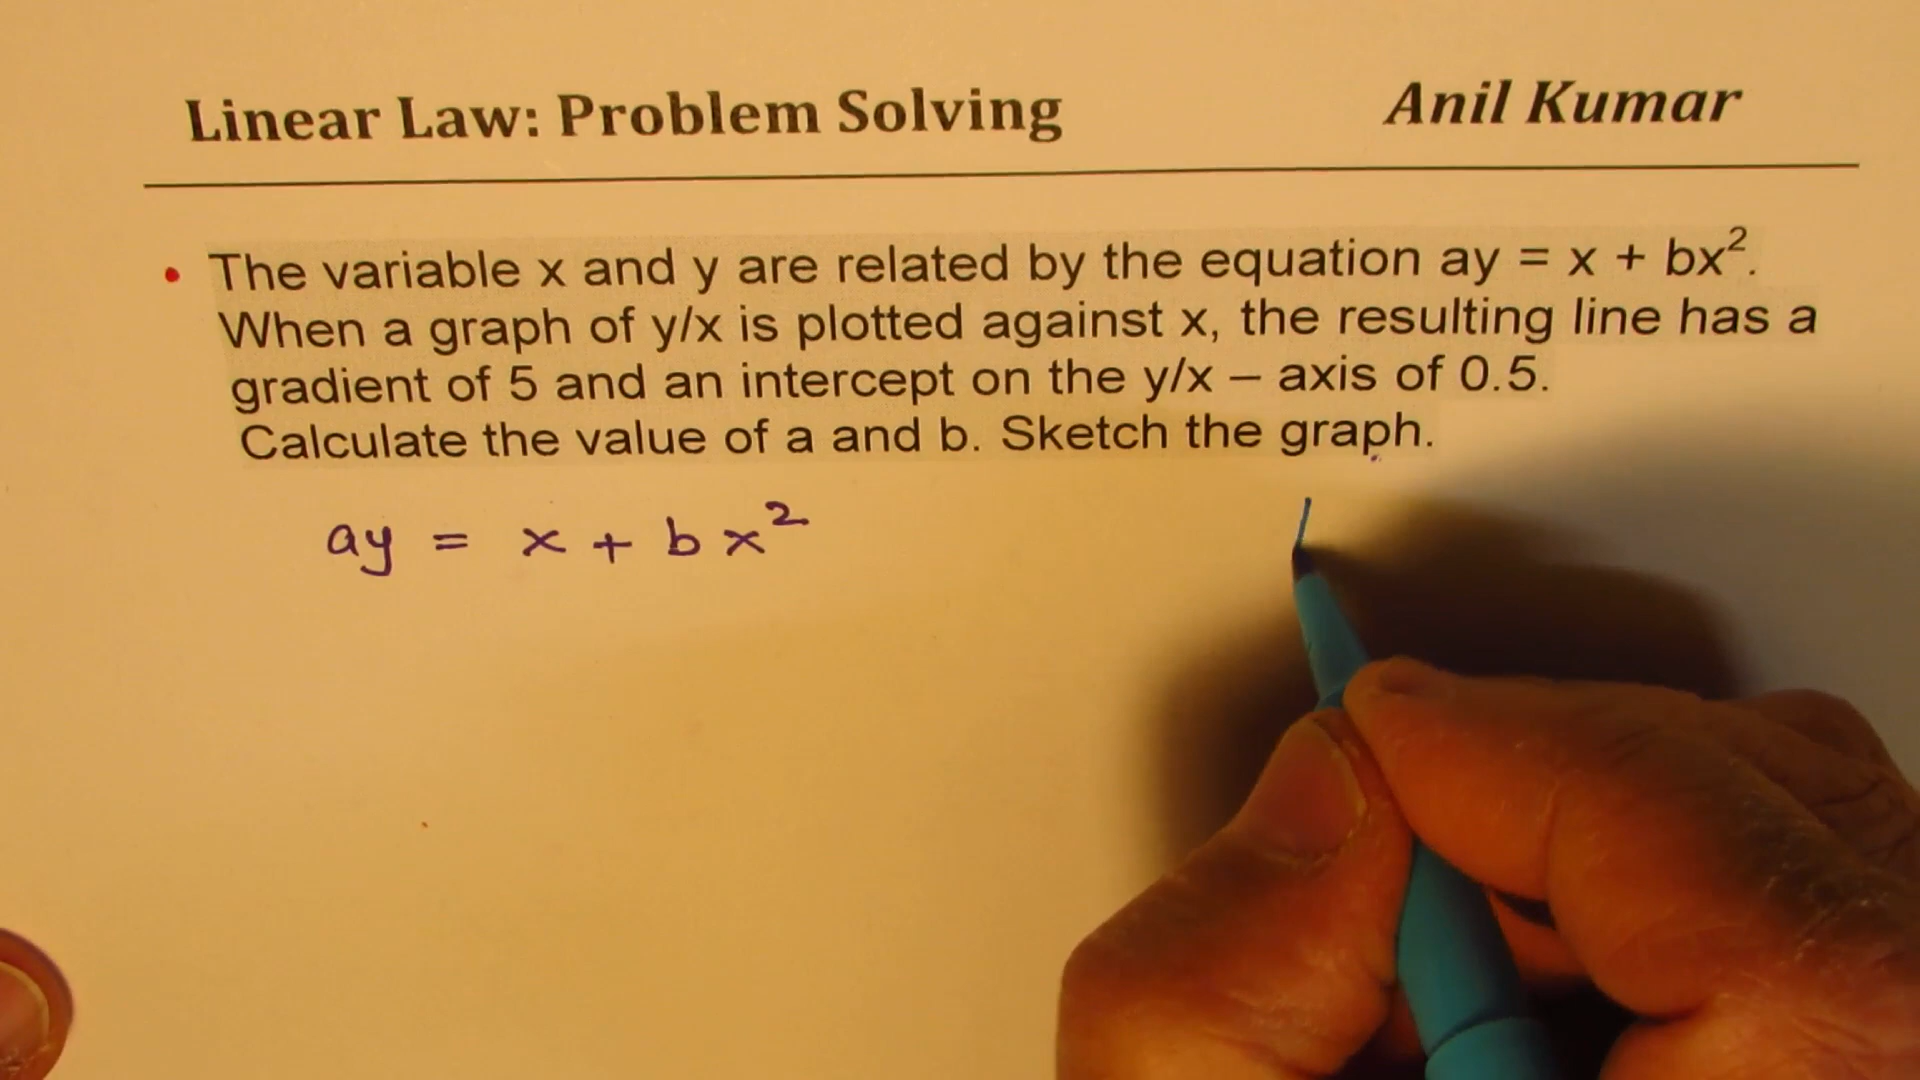 Linear Law: Problem Solving Anil Kumar
• The variable x and y are related by the equation ay = x + bx².
When a graph of y/x is plotted against x, the resulting line has a
gradient of 5 and an intercept on the y/x – axis of 0.5.
Calculate the value of a and b. Sketch the graph.
ay = x + b x²